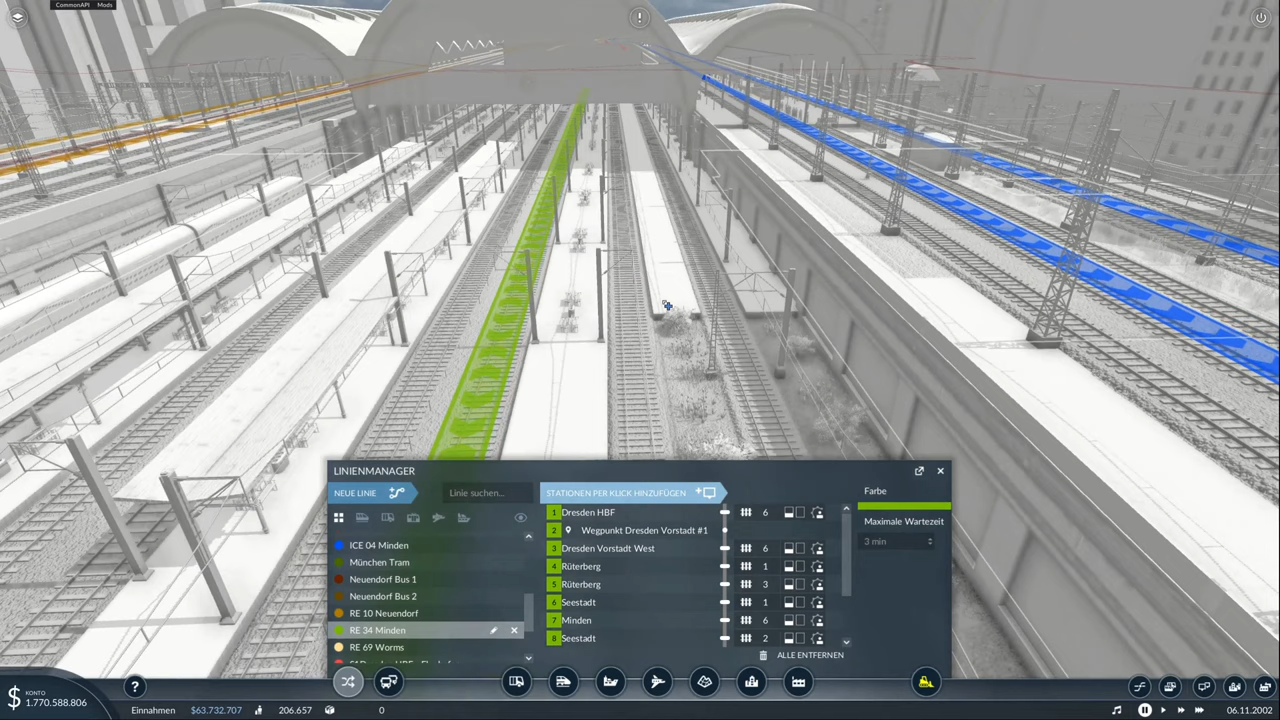 CommonAPI Mods
LINIENMANAGER
NEUE LINIE
Linie suchen...
ICE 04 Minden
München Tram
Neuendorf Bus 1
Neuendorf Bus 2
RE 10 Neuendorf
RE 34 Minden
RE 69 Worms
STATIONEN PER KLICK HINZUFÜGEN
1 Dresden HBF 6
2 Wegpunkt Dresden Vorstadt #1
3 Dresden Vorstadt West 6
4 Rüterberg 1
5 Rüterberg 3
6 Seestadt 1
7 Minden 6
8 Seestadt 2
ALLE ENTFERNEN
Farbe
Maximale Wartezeit
3 min
?
$ KONTO
1.770.588.806
Einnahmen $63.732.707 206.657 0
06.11.2002